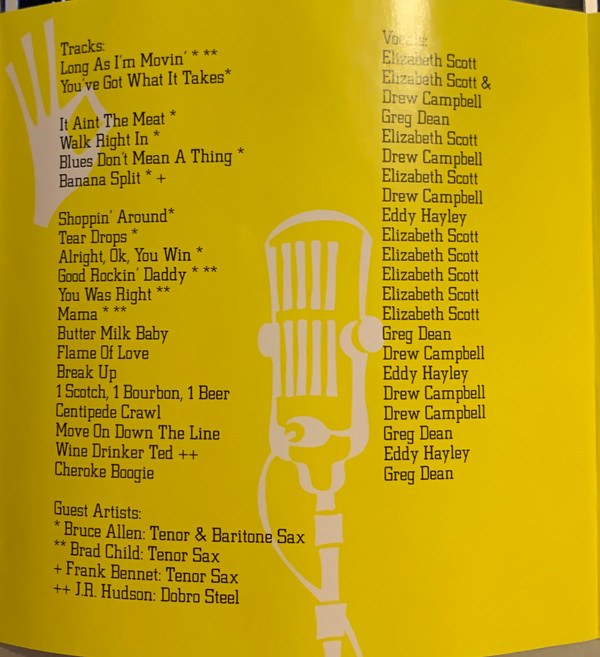 Tracks:
Long As I'm Movin' * **
You've Got What It Takes*
It Aint The Meat *
Walk Right In *
Blues Don't Mean A Thing *
Banana Split * +
Shoppin' Around*
Tear Drops *
Alright, Ok, You Win *
Good Rockin' Daddy * **
You Was Right **
Mama * **
Butter Milk Baby
Flame Of Love
Break Up
1 Scotch, 1 Bourbon, 1 Beer
Centipede Crawl
Move On Down The Line
Wine Drinker Ted ++
Cheroke Boogie
Guest Artists:
* Bruce Allen: Tenor & Baritone Sax
** Brad Child: Tenor Sax
+ Frank Bennet: Tenor Sax
++ J.R. Hudson: Dobro Steel
Vocals:
Elizabeth Scott
Elizabeth Scott &
Drew Campbell
Greg Dean
Elizabeth Scott
Drew Campbell
Elizabeth Scott
Drew Campbell
Eddy Hayley
Elizabeth Scott
Elizabeth Scott
Elizabeth Scott
Elizabeth Scott
Elizabeth Scott
Greg Dean
Drew Campbell
Eddy Hayley
Drew Campbell
Drew Campbell
Greg Dean
Eddy Hayley
Greg Dean